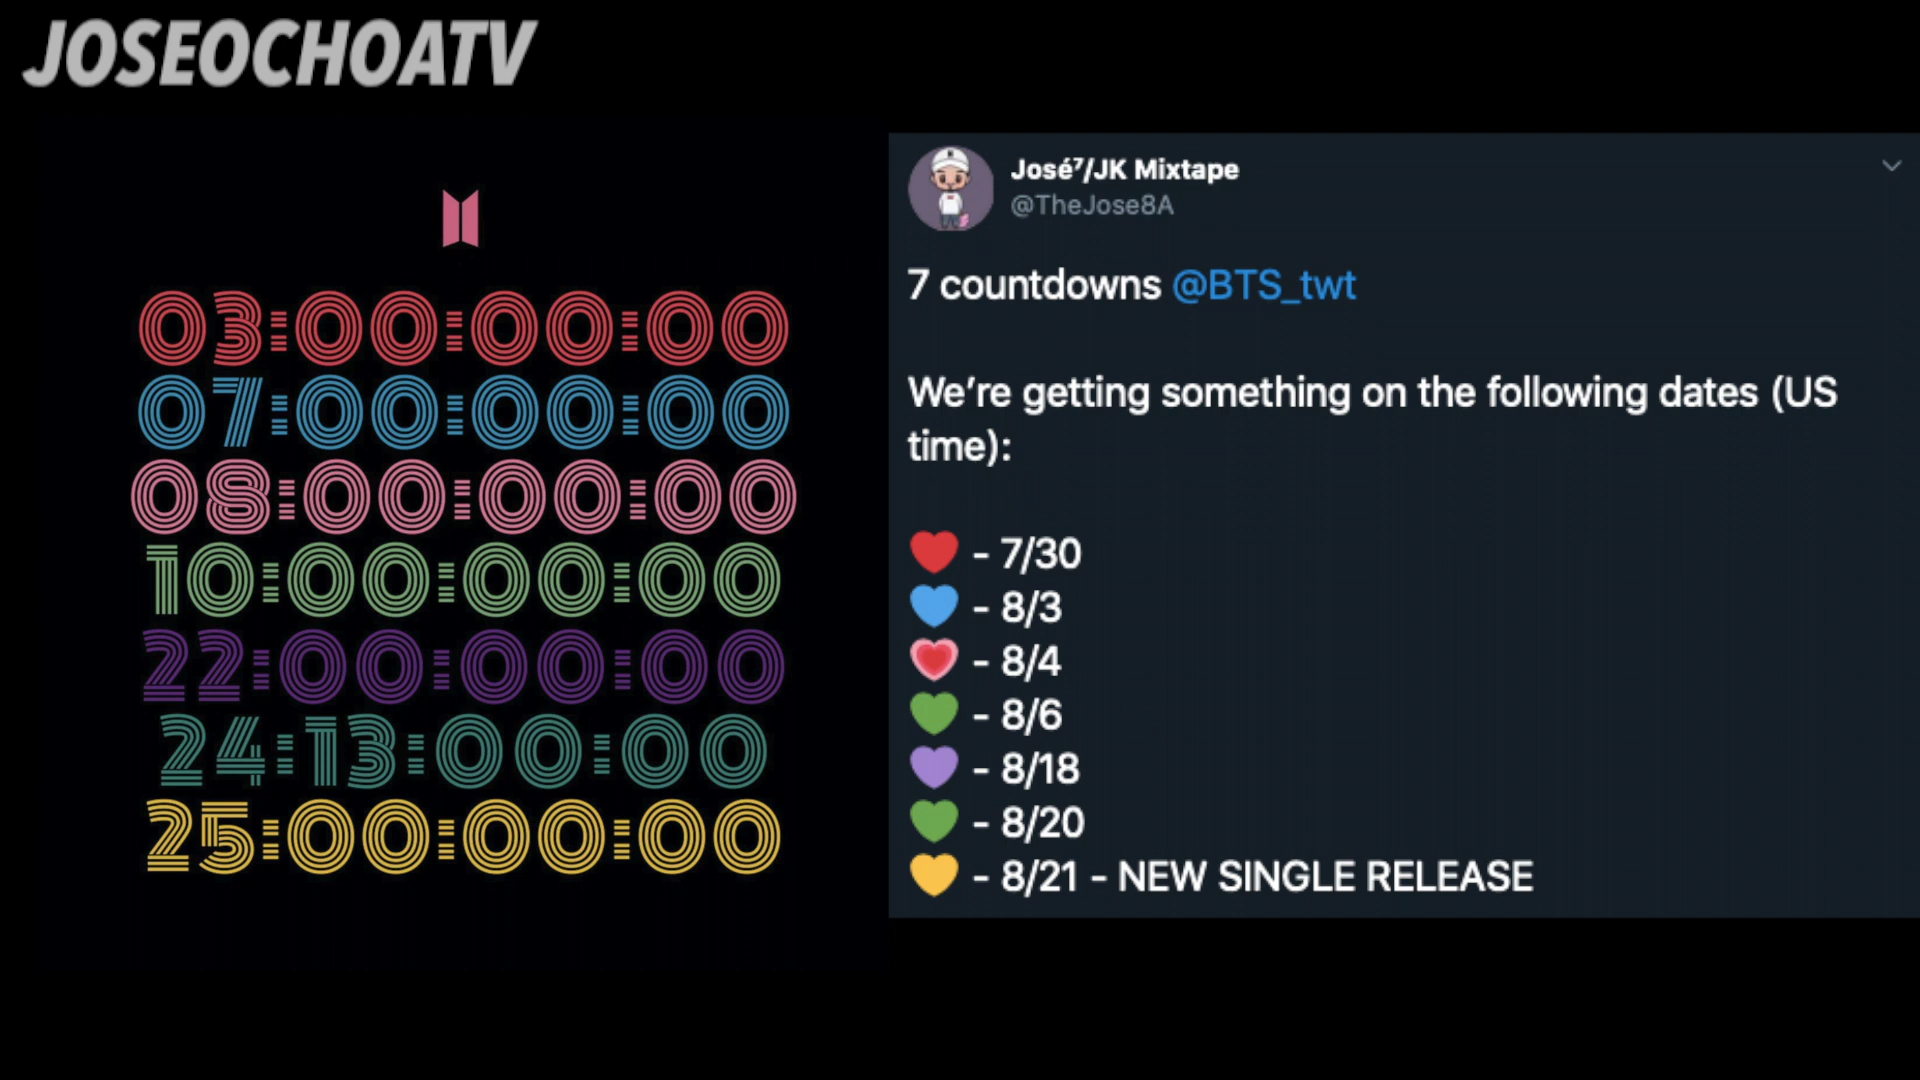 JOSEOCHOATV
03:00:00:00
07:00:00:00
08:00:00:00
10:00:00:00
22:00:00:00
24:13:00:00
25:00:00:00
José⁷/JK Mixtape
@TheJose8A
7 countdowns @BTS_twt
We’re getting something on the following dates (US
time):
❤️ - 7/30
💙 - 8/3
💗 - 8/4
💚 - 8/6
💜 - 8/18
💚 - 8/20
💛 - 8/21 - NEW SINGLE RELEASE